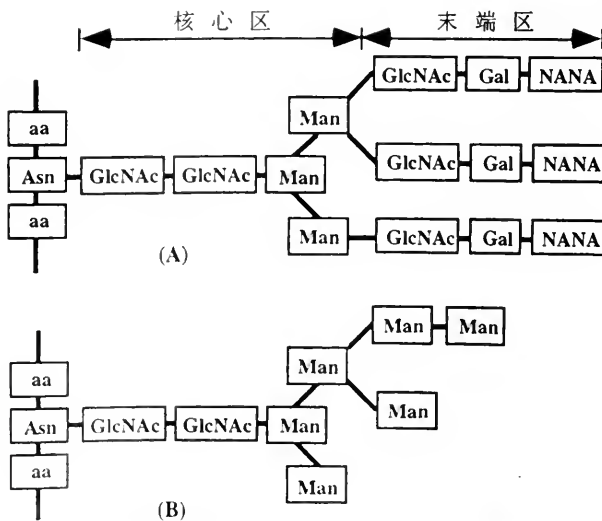 核心区 末端区
GlcNAc Gal NANA
aa Man
Asn GlcNAc GlcNAc Man GlcNAc Gal NANA
aa
Man GlcNAc Gal NANA
(A)
Man Man
Man
aa
Man
Asn GlcNAc GlcNAc Man
aa
Man
(B)